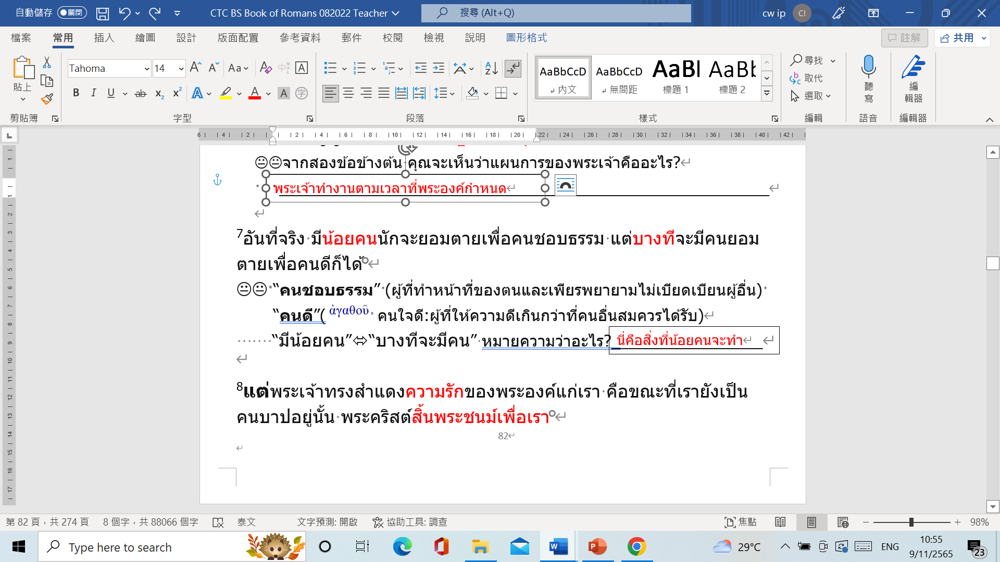 自動儲存 關閉 CTC BS Book of Romans 082022 Teacher 搜尋 (Alt+Q) cw ip CI
檔案 常用 插入 繪圖 設計 版面配置 參考資料 郵件 校閱 檢視 說明 圖形格式 註解 共用
貼上 Tahoma 14 Aa AaBbCcD AaBbCcD AaBl AaBb 尋找 取代 選取 聽寫 編輯器
內文 無間距 標題 1 標題 2
剪貼簿 字型 段落 樣式 編輯 語音 編輯器
6 4 2 2 4 6 8 10 12 14 16 18 20 22 24 26 28 30 32 34 36 38 40 42
จากสองข้อข้างต้น คุณจะเห็นว่าแผนการของพระเจ้าคืออะไร?
พระเจ้าทำงานตามเวลาที่พระองค์กำหนด
7อันที่จริง มีน้อยคนนักจะยอมตายเพื่อคนชอบธรรม แต่บางทีจะมีคนยอม
ตายเพื่อคนดีก็ได้
“คนชอบธรรม” (ผู้ที่ทำหน้าที่ของตนและเพียรพยายามไม่เบียดเบียนผู้อื่น)
“คนดี”( ἀγαθοῦ คนใจดี:ผู้ที่ให้ความดีเกินกว่าที่คนอื่นสมควรได้รับ)
“มีน้อยคน”⬄“บางทีจะมีคน” หมายความว่าอะไร? นี่คือสิ่งที่น้อยคนจะทำ
8แต่พระเจ้าทรงสำแดงความรักของพระองค์แก่เรา คือขณะที่เรายังเป็น
คนบาปอยู่นั้น พระคริสต์สิ้นพระชนม์เพื่อเรา
82
第 82 頁，共 274 頁 8 個字，共 88066 個字 泰文 文字預測: 開啟 協助工具: 調查 焦點 98%
Type here to search 29°C ENG 10:55
9/11/2565 23